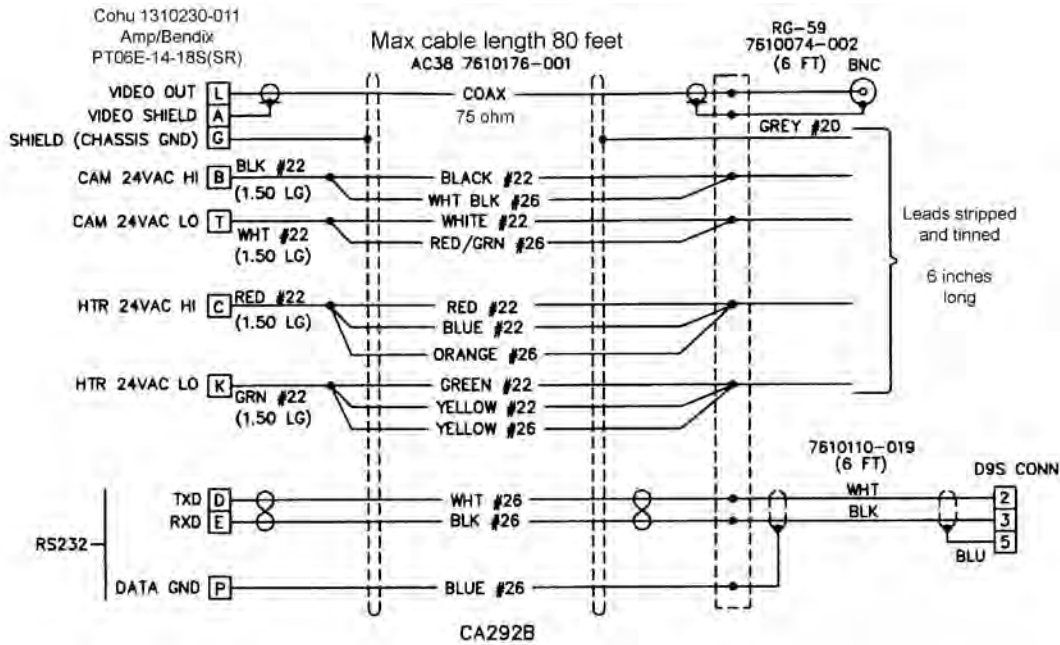 Cohu 1310230-011
Amp/Bendix
PT06E-14-18S(SR)
Max cable length 80 feet
AC38 7610176-001
RG-59
7610074-002
(6 FT) BNC
VIDEO OUT L
COAX
VIDEO SHIELD A
75 ohm
SHIELD (CHASSIS GND) G
GREY #20
CAM 24VAC HI B BLK #22
(1.50 LG)
BLACK #22
WHT BLK #26
CAM 24VAC LO T
WHT #22
(1.50 LG)
WHITE #22
RED/GRN #26
Leads stripped
and tinned
6 inches
long
HTR 24VAC HI C RED #22
(1.50 LG)
RED #22
BLUE #22
ORANGE #26
HTR 24VAC LO K
GRN #22
(1.50 LG)
GREEN #22
YELLOW #22
YELLOW #26
7610110-019
(6 FT)
D9S CONN
RS232
TXD D
WHT #26
WHT
2
RXD E
BLK #26
BLK
3
5
BLU
DATA GND P
BLUE #26
CA292B